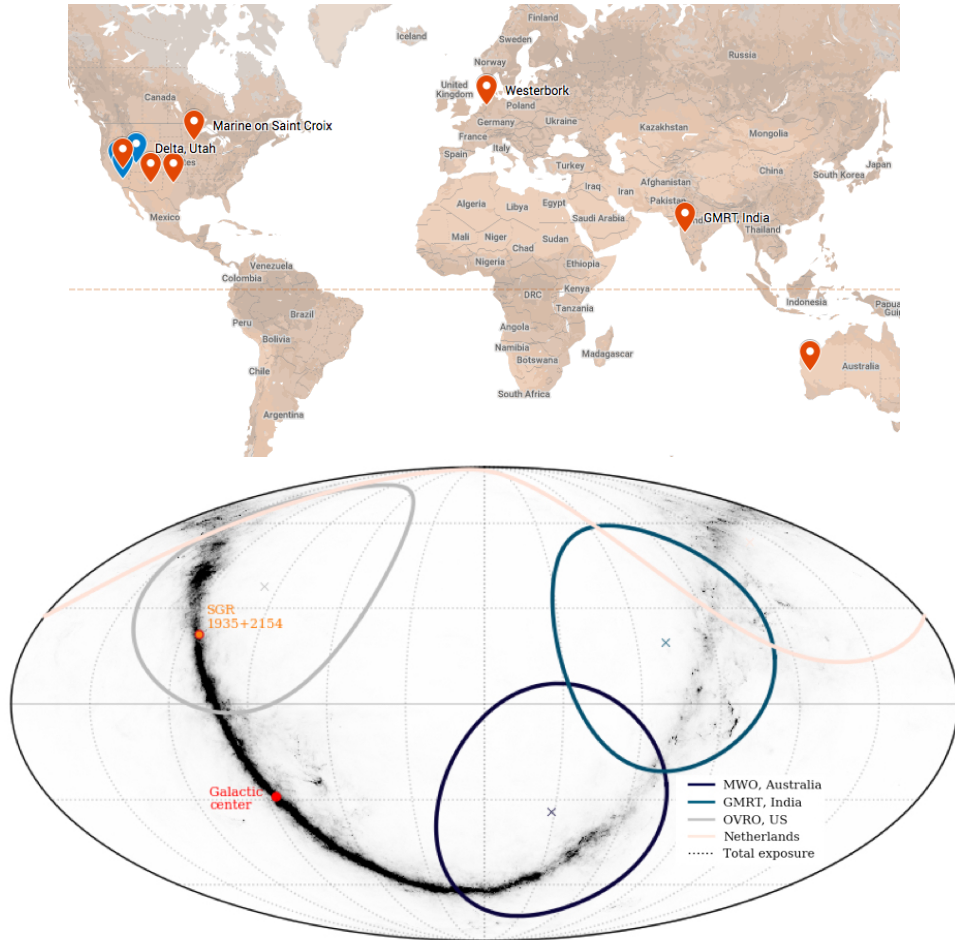 Finland
Iceland
Sweden
Russia
Norway
United
Kingdom
Westerbork
Canada
Poland
Germany
Ukraine
Marine on Saint Croix
France
Kazakhstan
Mongolia
Italy
Delta, Utah
tes
Spain
Turkey
Japan
China
South Korea
Iraq
Iran
Afghanistan
Pakistan
Algeria
Libya
Egypt
Mexico
Saudi Arabia
GMRT, India
nd
Mali
Niger
Sudan
Thailand
Chad
Venezuela
Nigeria
Ethiopia
Colombia
Kenya
DRC
Indonesia
Papua
Gui
Tanzania
Peru
Brazil
Angola
Bolivia
Namibia
Madagascar
Botswana
Chile
Australia
South Africa
Argentina
SGR
1935+2154
Galactic
center
MWO, Australia
GMRT, India
OVRO, US
Netherlands
Total exposure